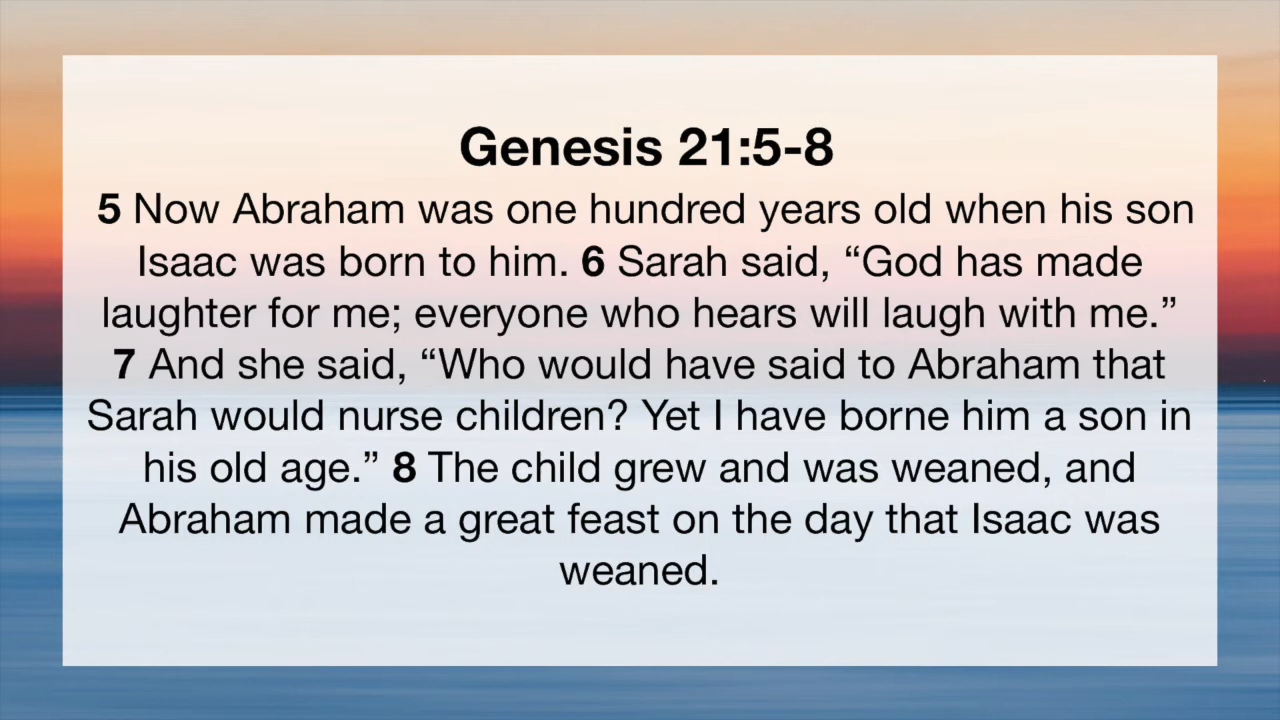 Genesis 21:5-8
5 Now Abraham was one hundred years old when his son
Isaac was born to him. 6 Sarah said, “God has made
laughter for me; everyone who hears will laugh with me.”
7 And she said, “Who would have said to Abraham that
Sarah would nurse children? Yet I have borne him a son in
his old age.” 8 The child grew and was weaned, and
Abraham made a great feast on the day that Isaac was
weaned.